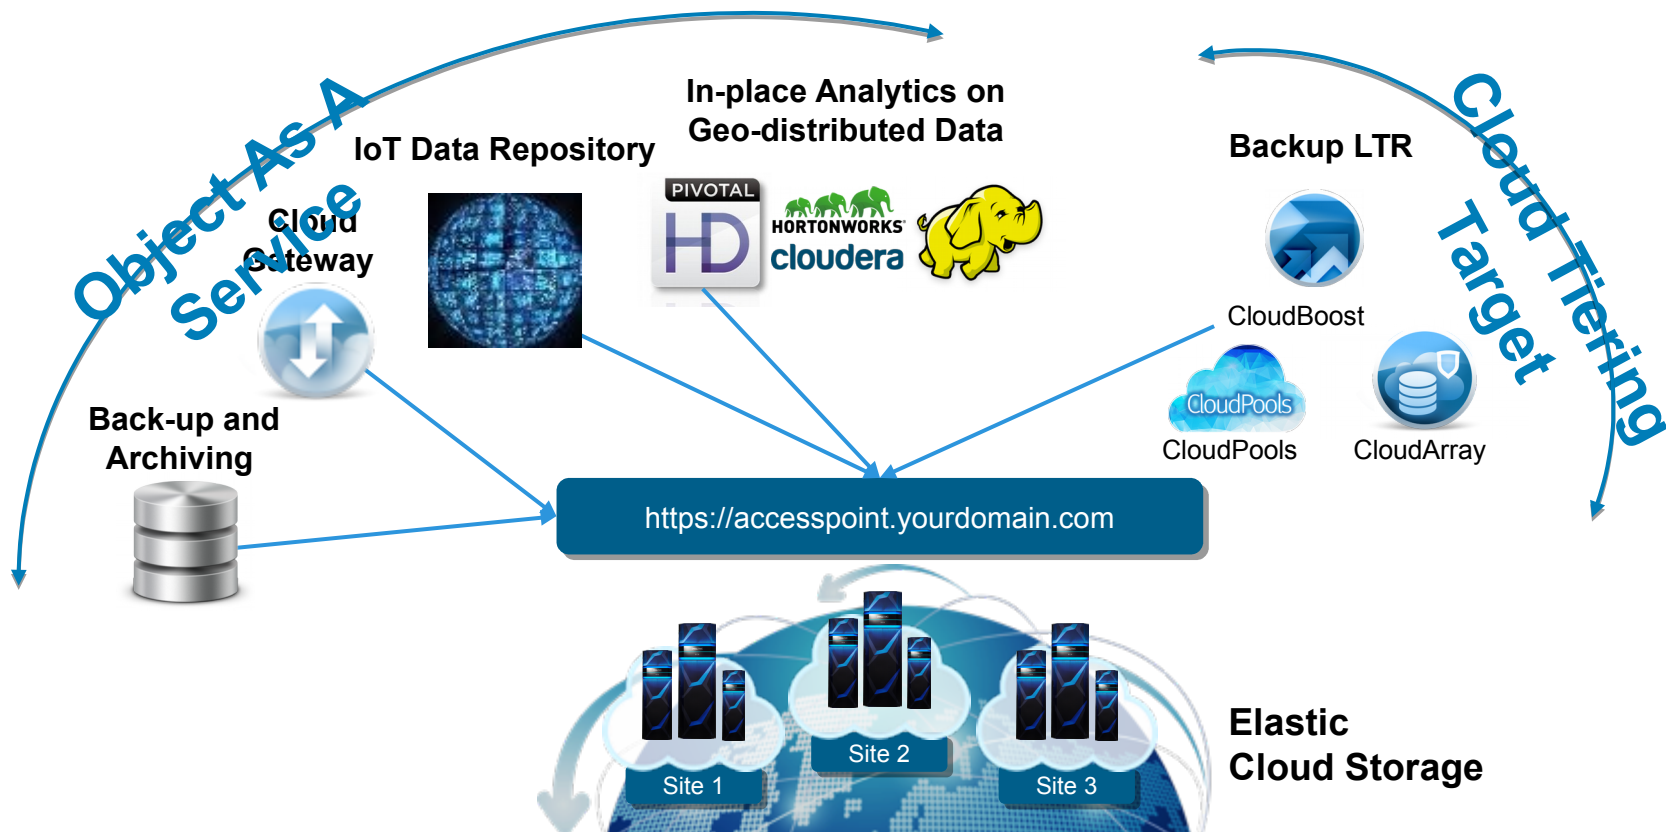 Object As A
Service
In-place Analytics on
Geo-distributed Data
IoT Data Repository
Cloud
Gateway
PIVOTAL
HD
HORTONWORKS
cloudera
Backup LTR
Cloud Tiering
Target
CloudBoost
CloudPools
CloudPools
CloudArray
Back-up and
Archiving
https://accesspoint.yourdomain.com
Site 1
Site 2
Site 3
Elastic
Cloud Storage